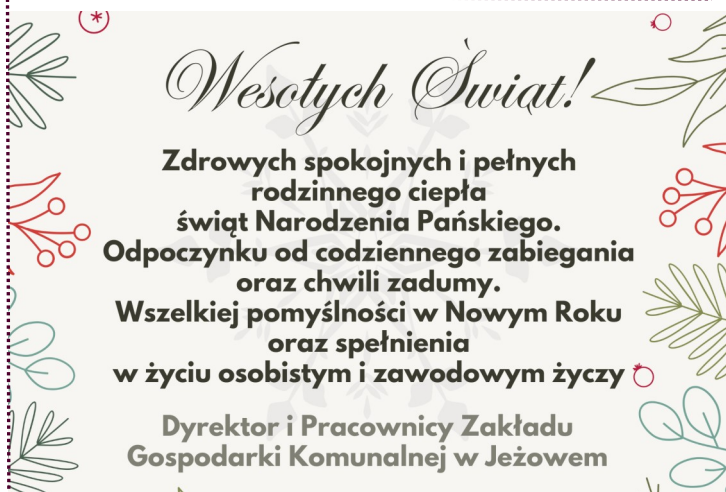 Wesołych Świąt!
Zdrowych spokojnych i pełnych
rodzinnego ciepła
świąt Narodzenia Pańskiego.
Odpoczynku od codziennego zabiegania
oraz chwili zadumy.
Wszelkiej pomyślności w Nowym Roku
oraz spełnienia
w życiu osobistym i zawodowym życzy
Dyrektor i Pracownicy Zakładu
Gospodarki Komunalnej w Jeżowem